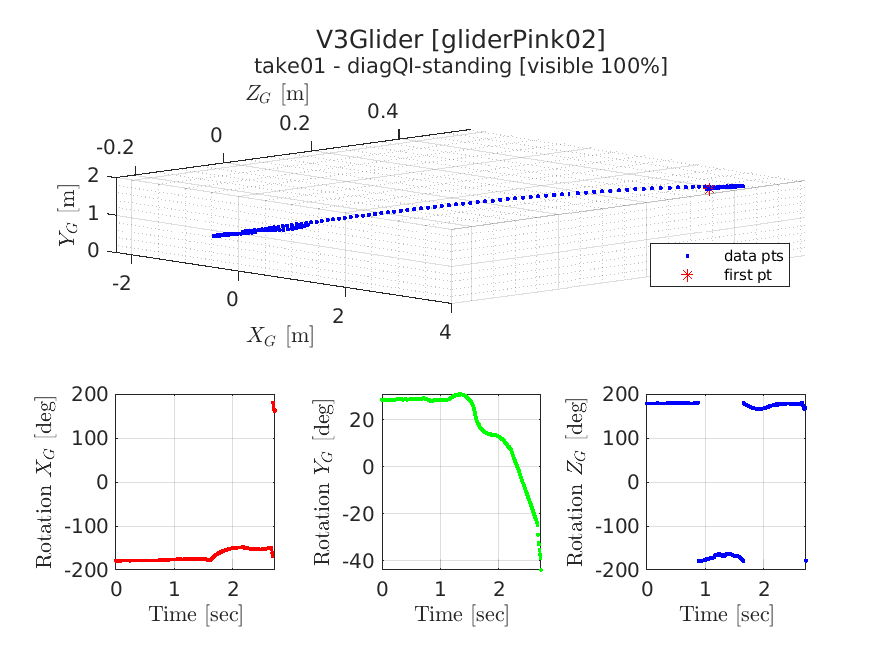 V3Glider [gliderPink02]
take01 - diagQI-standing [visible 100%]
Z_G [m]
-0.2 0 0.2 0.4
Y_G [m]
2
1
0
-2 0 2 4
X_G [m]
data pts
first pt
Rotation X_G [deg]
200
100
0
-100
-200
0 1 2
Time [sec]
Rotation Y_G [deg]
20
0
-20
-40
0 1 2
Time [sec]
Rotation Z_G [deg]
200
100
0
-100
-200
0 1 2
Time [sec]